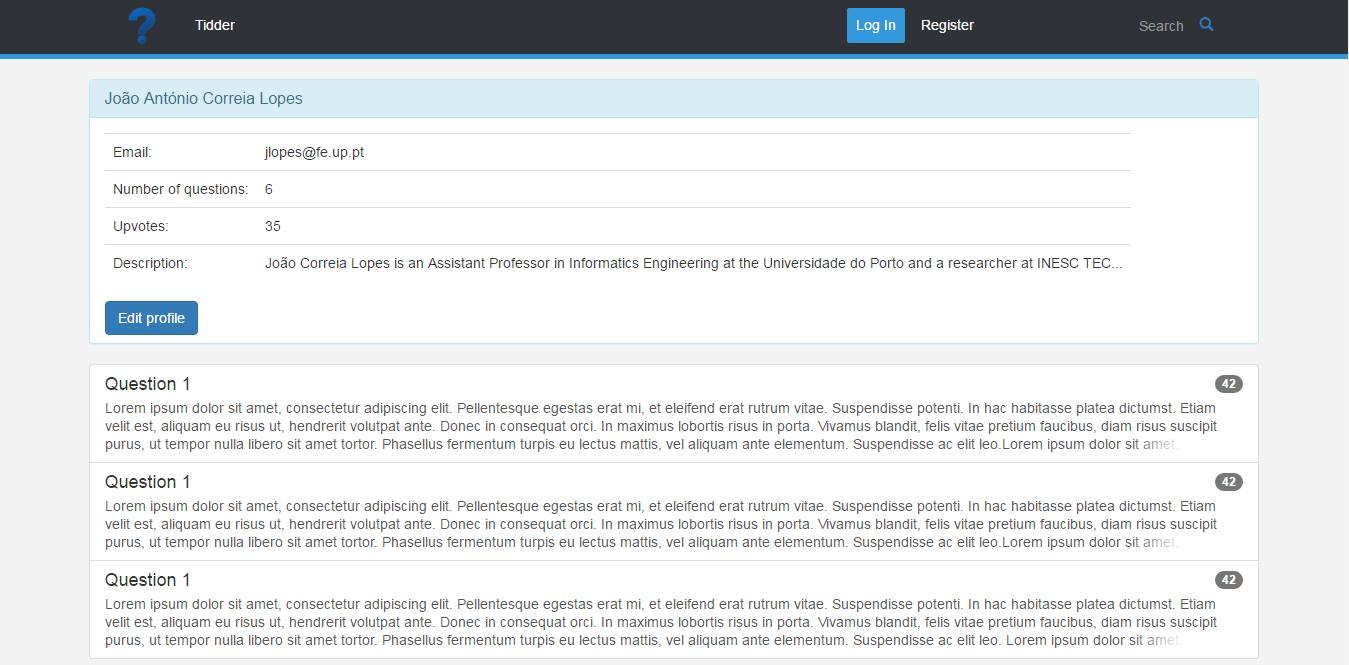 Tidder
Log In
Register
Search
João António Correia Lopes
Email: jlopes@fe.up.pt
Number of questions: 6
Upvotes: 35
Description: João Correia Lopes is an Assistant Professor in Informatics Engineering at the Universidade do Porto and a researcher at INESC TEC...
Edit profile
Question 1 42
Lorem ipsum dolor sit amet, consectetur adipiscing elit. Pellentesque egestas erat mi, et eleifend erat rutrum vitae. Suspendisse potenti. In hac habitasse platea dictumst. Etiam
velit est, aliquam eu risus ut, hendrerit volutpat ante. Donec in consequat orci. In maximus lobortis risus in porta. Vivamus blandit, felis vitae pretium faucibus, diam risus suscipit
purus, ut tempor nulla libero sit amet tortor. Phasellus fermentum turpis eu lectus mattis, vel aliquam ante elementum. Suspendisse ac elit leo.Lorem ipsum dolor sit amet,
Question 1 42
Lorem ipsum dolor sit amet, consectetur adipiscing elit. Pellentesque egestas erat mi, et eleifend erat rutrum vitae. Suspendisse potenti. In hac habitasse platea dictumst. Etiam
velit est, aliquam eu risus ut, hendrerit volutpat ante. Donec in consequat orci. In maximus lobortis risus in porta. Vivamus blandit, felis vitae pretium faucibus, diam risus suscipit
purus, ut tempor nulla libero sit amet tortor. Phasellus fermentum turpis eu lectus mattis, vel aliquam ante elementum. Suspendisse ac elit leo.Lorem ipsum dolor sit amet,
Question 1 42
Lorem ipsum dolor sit amet, consectetur adipiscing elit. Pellentesque egestas erat mi, et eleifend erat rutrum vitae. Suspendisse potenti. In hac habitasse platea dictumst. Etiam
velit est, aliquam eu risus ut, hendrerit volutpat ante. Donec in consequat orci. In maximus lobortis risus in porta. Vivamus blandit, felis vitae pretium faucibus, diam risus suscipit
purus, ut tempor nulla libero sit amet tortor. Phasellus fermentum turpis eu lectus mattis, vel aliquam ante elementum. Suspendisse ac elit leo. Lorem ipsum dolor sit amet,